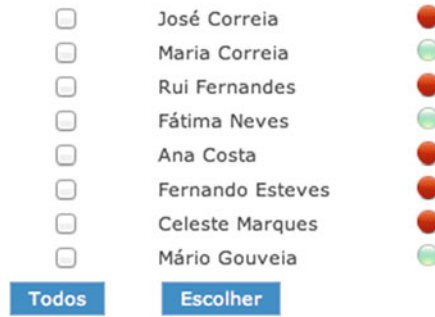 José Correia
Maria Correia
Rui Fernandes
Fátima Neves
Ana Costa
Fernando Esteves
Celeste Marques
Mário Gouveia
Todos Escolher